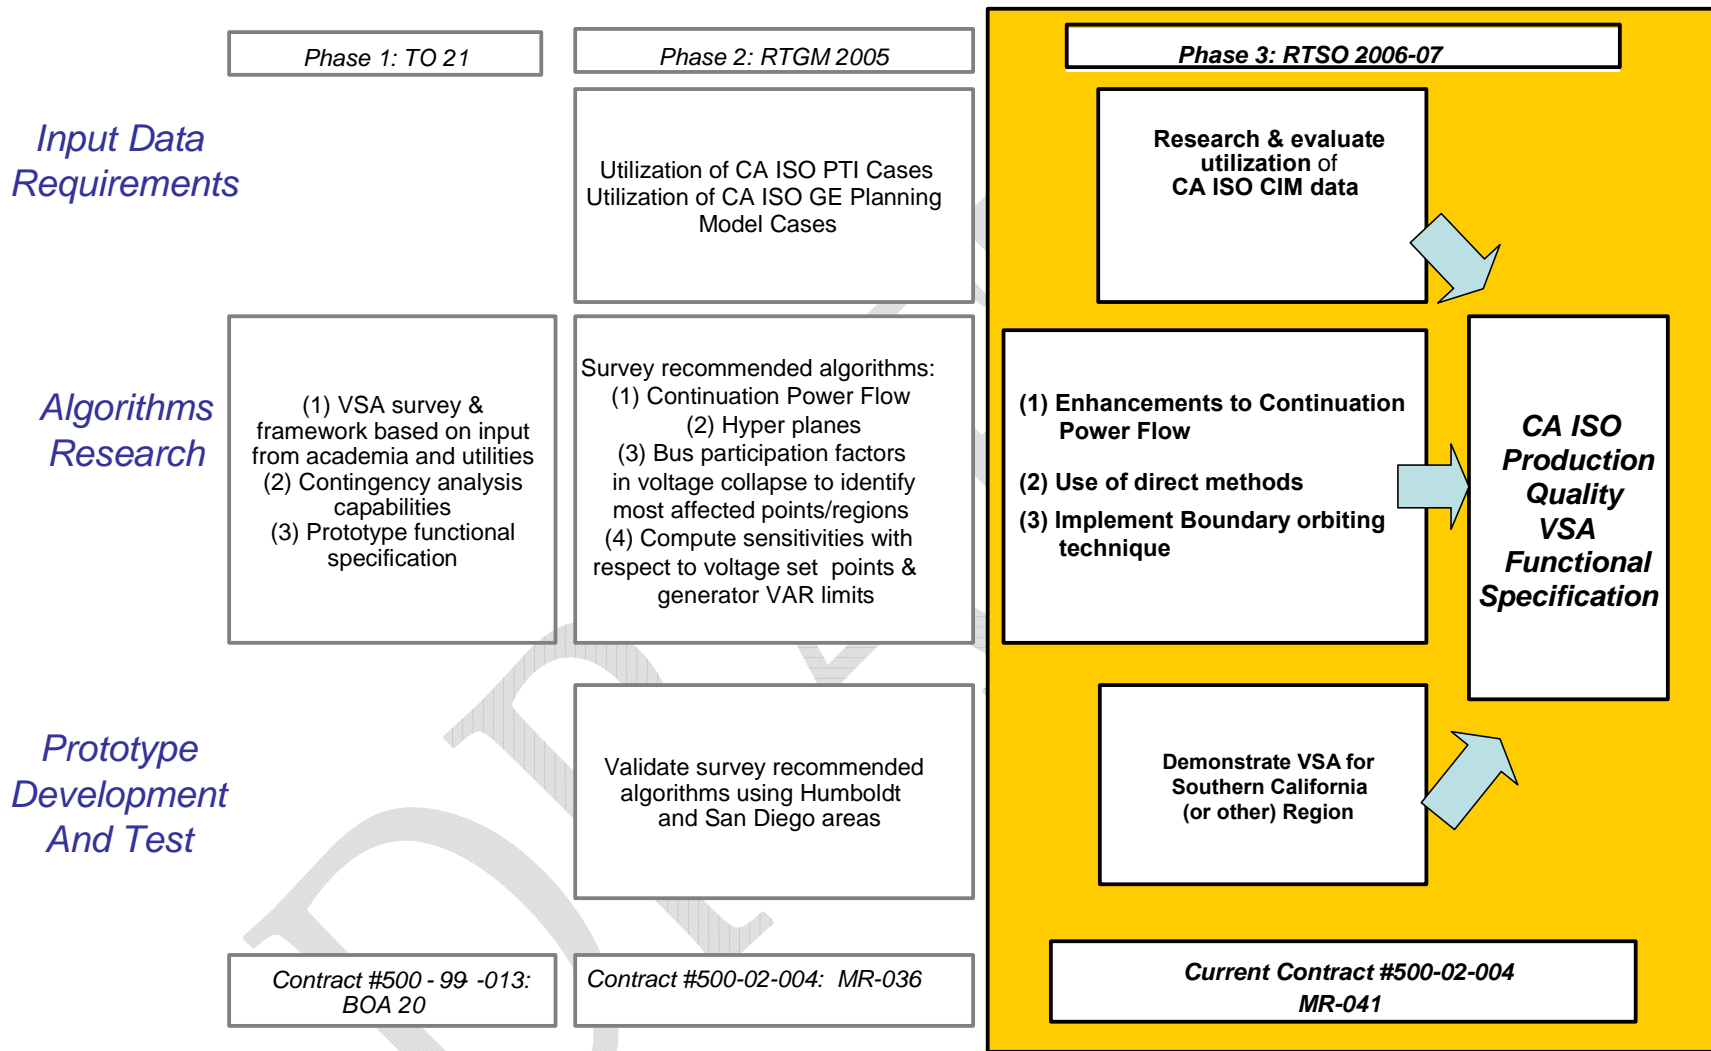 Phase 1: TO 21
Phase 2: RTGM 2005
Phase 3: RTSO 2006-07
Input Data
Requirements
Utilization of CA ISO PTI Cases
Utilization of CA ISO GE Planning
Model Cases
Research & evaluate
utilization of
CA ISO CIM data
Algorithms
Research
(1) VSA survey &
framework based on input
from academia and utilities
(2) Contingency analysis
capabilities
(3) Prototype functional
specification
Survey recommended algorithms:
(1) Continuation Power Flow
(2) Hyper planes
(3) Bus participation factors
in voltage collapse to identify
most affected points/regions
(4) Compute sensitivities with
respect to voltage set points &
generator VAR limits
(1) Enhancements to Continuation
Power Flow
(2) Use of direct methods
(3) Implement Boundary orbiting
technique
CA ISO
Production
Quality
VSA
Functional
Specification
Prototype
Development
And Test
Validate survey recommended
algorithms using Humboldt
and San Diego areas
Demonstrate VSA for
Southern California
(or other) Region
Contract #500 - 99 -013:
BOA 20
Contract #500-02-004: MR-036
Current Contract #500-02-004
MR-041